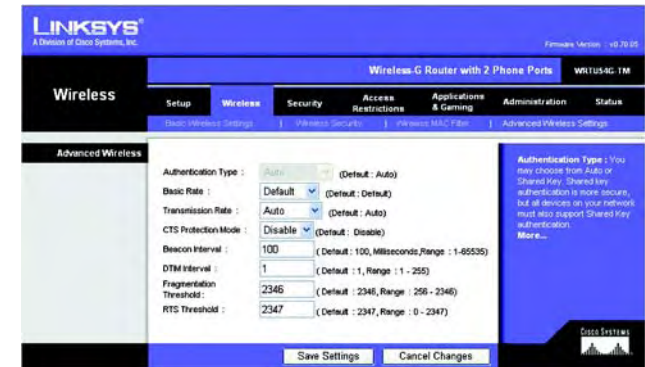 LINKSYS®
A Division of Cisco Systems, Inc.
Firmware Version : v0.70.05
Wireless-G Router with 2 Phone Ports
WRTU54G-TM
Wireless
Setup
Wireless
Security
Access Restrictions
Applications & Gaming
Administration
Status
Basic Wireless Settings | Wireless Security | Wireless MAC Filter | Advanced Wireless Settings
Advanced Wireless
Authentication Type : Auto (Default : Auto)
Basic Rate : Default (Default : Default)
Transmission Rate : Auto (Default : Auto)
CTS Protection Mode : Disable (Default : Disable)
Beacon Interval : 100 ( Default : 100, Milliseconds,Range : 1-65535)
DTIM Interval : 1 ( Default : 1, Range : 1 - 255)
Fragmentation
Threshold : 2346 ( Default : 2346, Range : 256 - 2346)
RTS Threshold : 2347 ( Default : 2347, Range : 0 - 2347)
Authentication Type : You
may choose from Auto or
Shared Key. Shared key
authentication is more secure,
but all devices on your network
must also support Shared Key
authentication.
More...
Save Settings
Cancel Changes
CISCO SYSTEMS